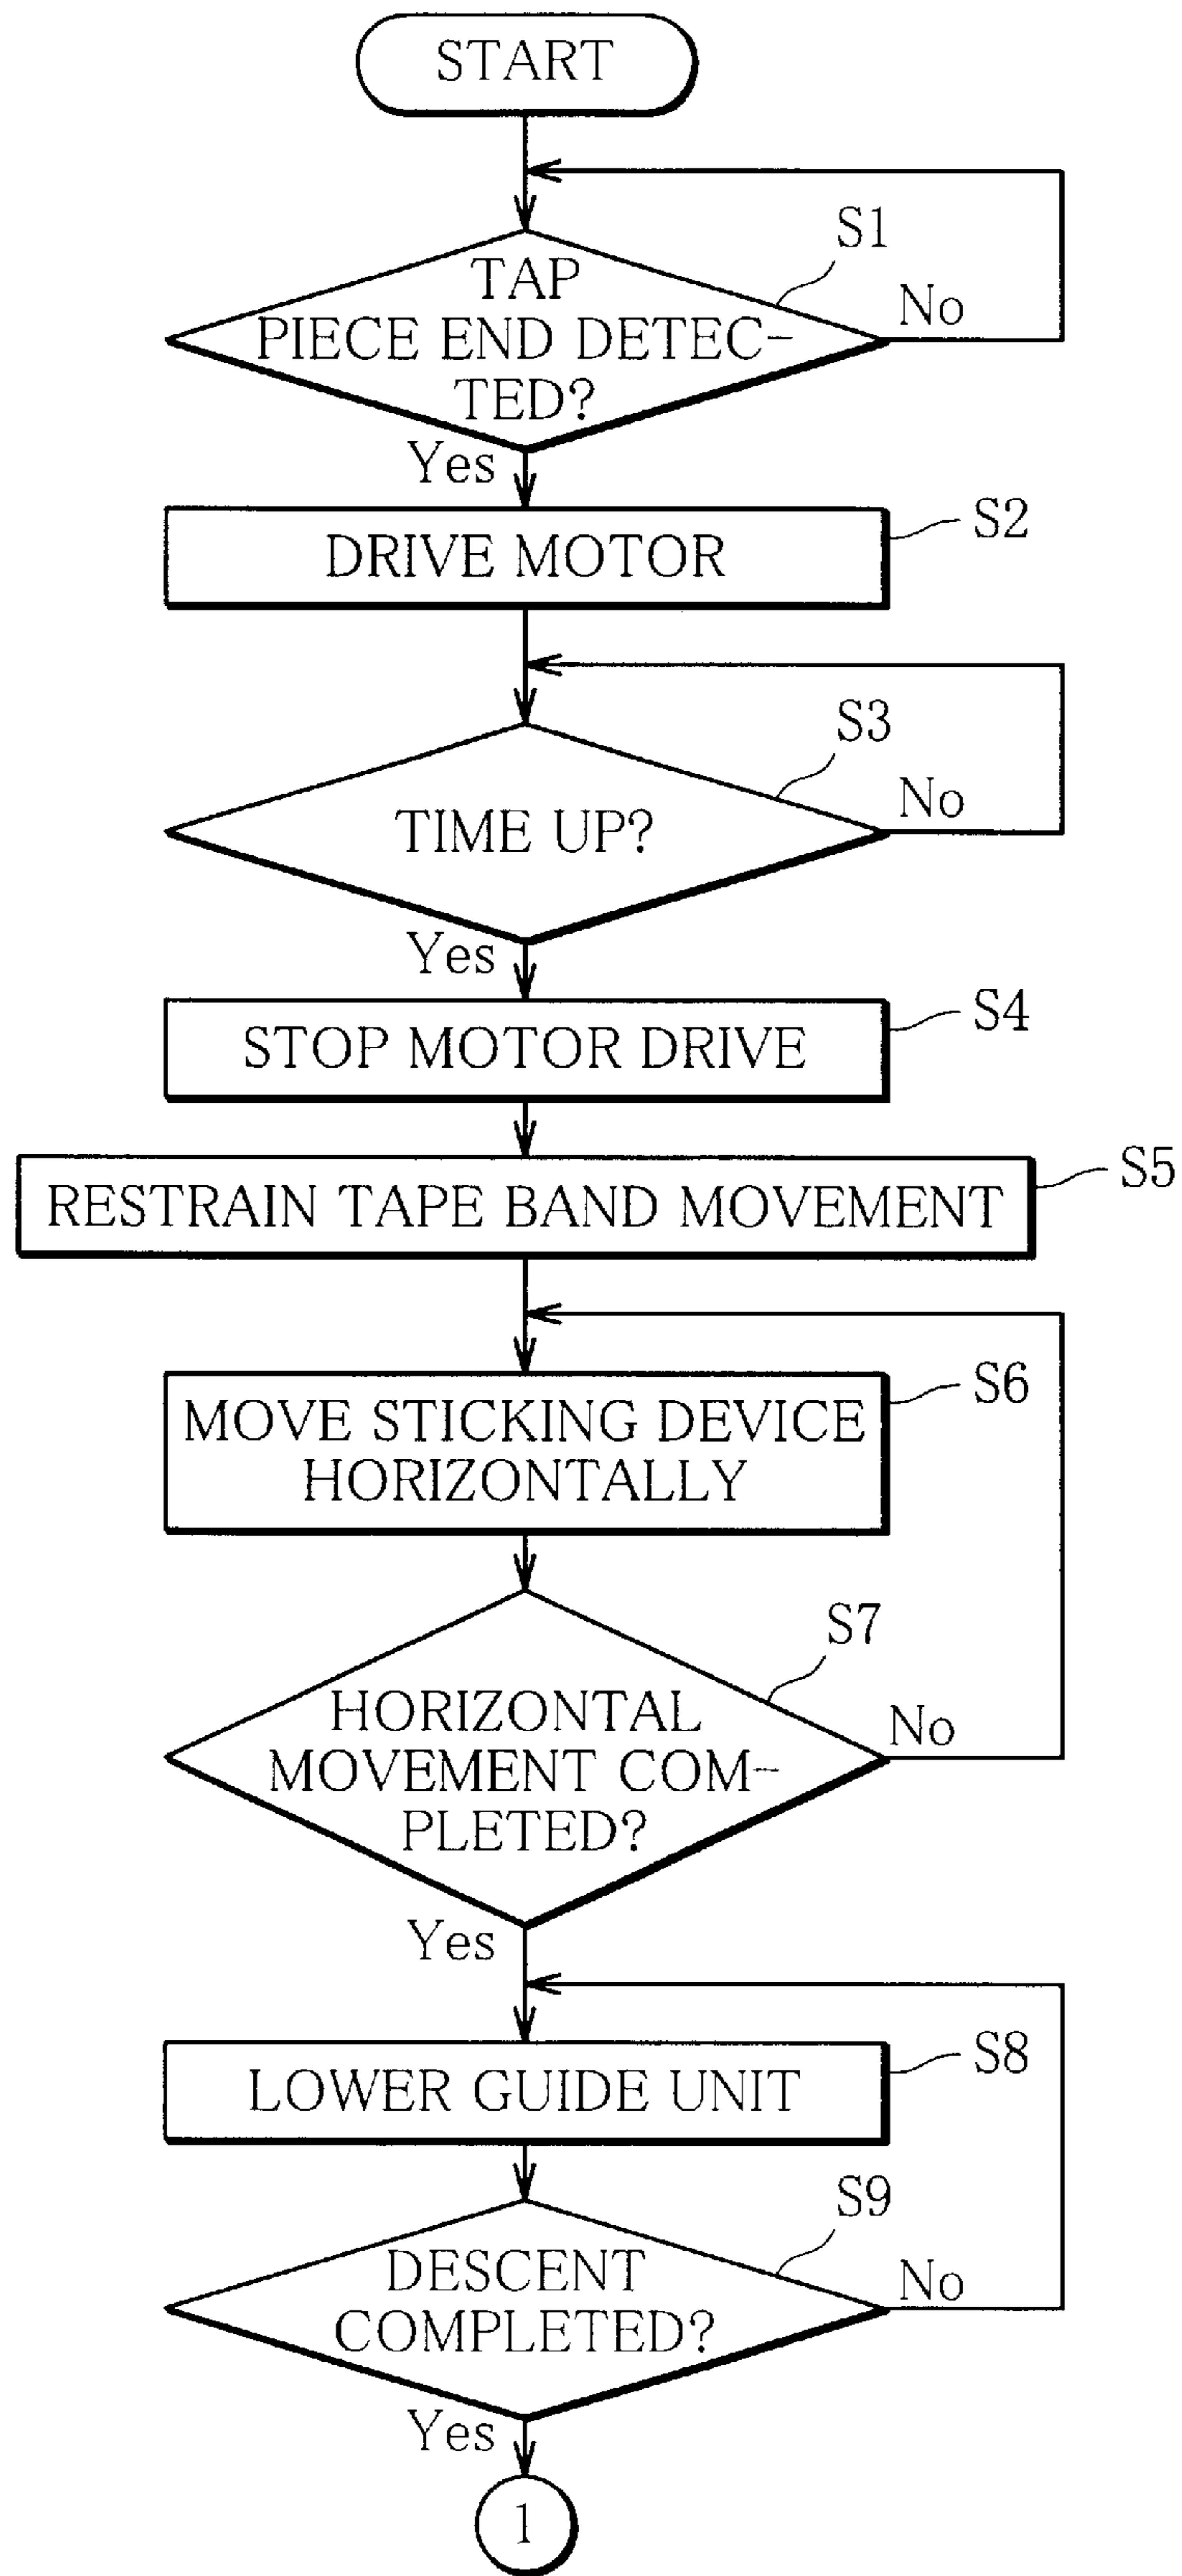 START
S1
TAP
PIECE END DETEC-
TED?
No
Yes
S2
DRIVE MOTOR
S3
TIME UP?
No
Yes
S4
STOP MOTOR DRIVE
S5
RESTRAIN TAPE BAND MOVEMENT
S6
MOVE STICKING DEVICE
HORIZONTALLY
S7
HORIZONTAL
MOVEMENT COM-
PLETED?
No
Yes
S8
LOWER GUIDE UNIT
S9
DESCENT
COMPLETED?
No
Yes
1